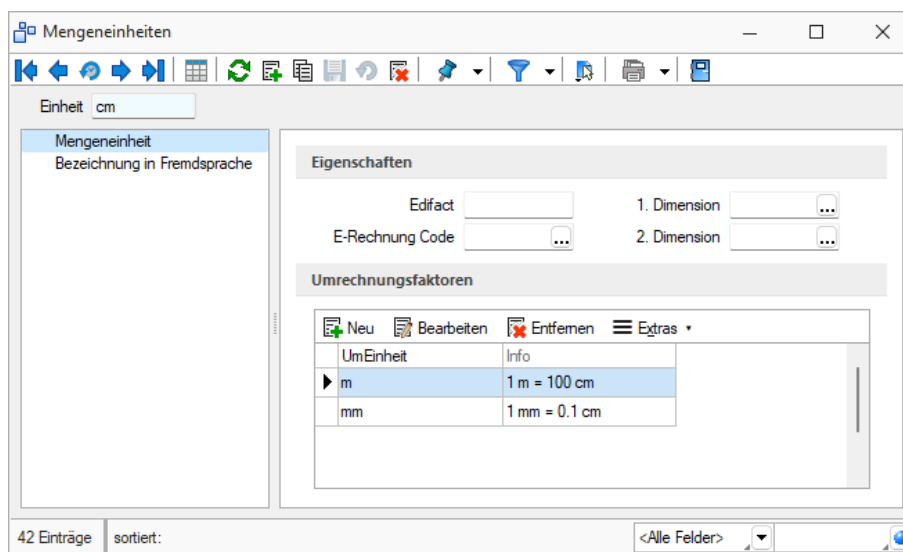 Mengeneinheiten
Einheit cm
Mengeneinheit
Bezeichnung in Fremdsprache
Eigenschaften
Edifact 1. Dimension ...
E-Rechnung Code ... 2. Dimension ...
Umrechnungsfaktoren
Neu Bearbeiten Entfernen Extras
UmEinheit Info
m 1 m = 100 cm
mm 1 mm = 0.1 cm
42 Einträge sortiert: <Alle Felder>